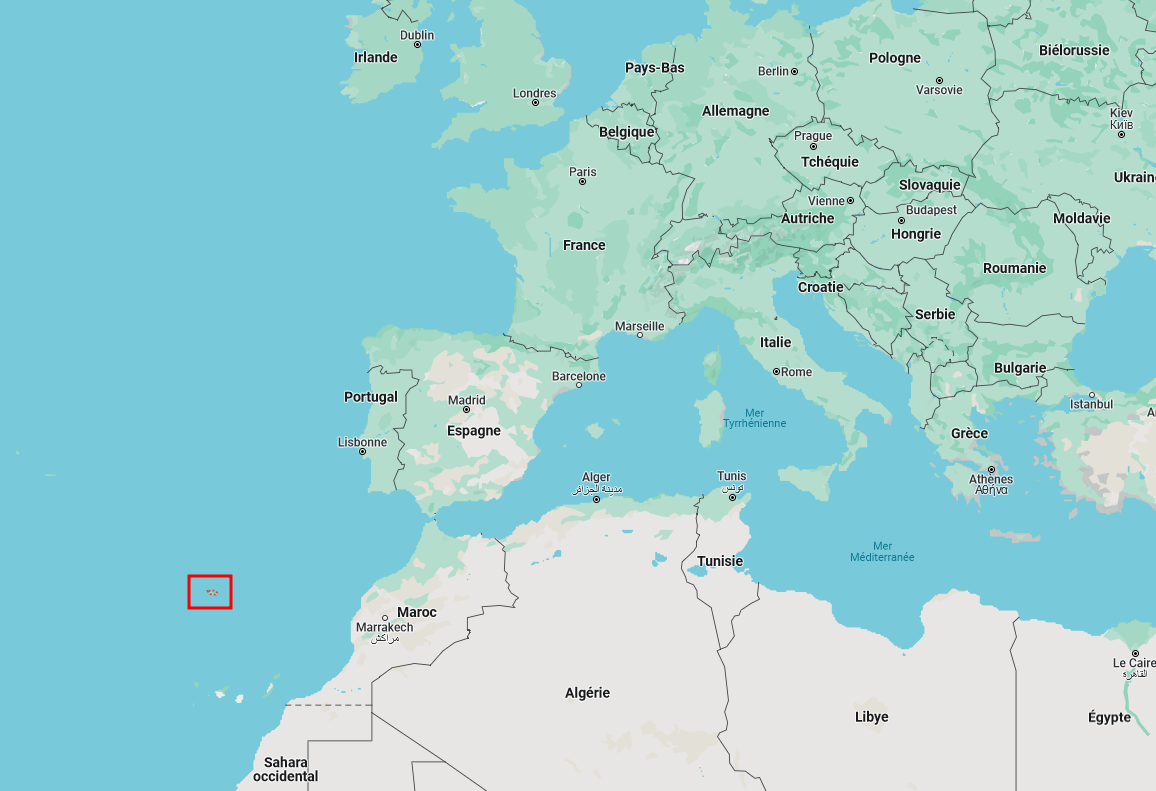 Dublin
Irlande
Londres
Pays-Bas
Berlin
Pologne
Varsovie
Biélorussie
Allemagne
Belgique
Kiev
Київ
Prague
Tchéquie
Paris
Slovaquie
Ukrain
Vienne
Autriche
Budapest
Hongrie
Moldavie
France
Roumanie
Croatie
Serbie
Marseille
Italie
Rome
Bulgarie
Barcelone
Portugal
Madrid
Espagne
Lisbonne
Mer
Tyrrhénienne
Istanbul
Grèce
Athènes
Αθήνα
Alger
مدينة الجزائر
Tunis
تونس
Tunisie
Mer
Méditerranée
Maroc
Marrakech
مراكش
Algérie
Libye
Le Caire
القاهرة
Égypte
Sahara
occidental